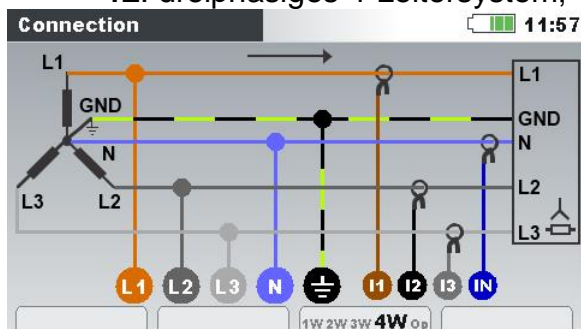 Connection 11:57
L1 L1
GND GND
N N
L3 L2 L2
L3
L1 L2 L3 N I1 I2 I3 IN
1W 2W 3W 4W Op